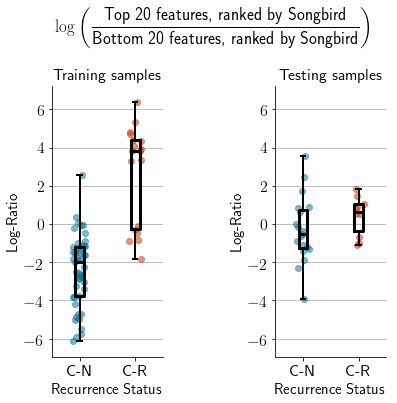 log ( Top 20 features, ranked by Songbird / Bottom 20 features, ranked by Songbird )
Training samples
Log-Ratio
6
4
2
0
−2
−4
−6
C-N C-R
Recurrence Status
Testing samples
Log-Ratio
6
4
2
0
−2
−4
−6
C-N C-R
Recurrence Status